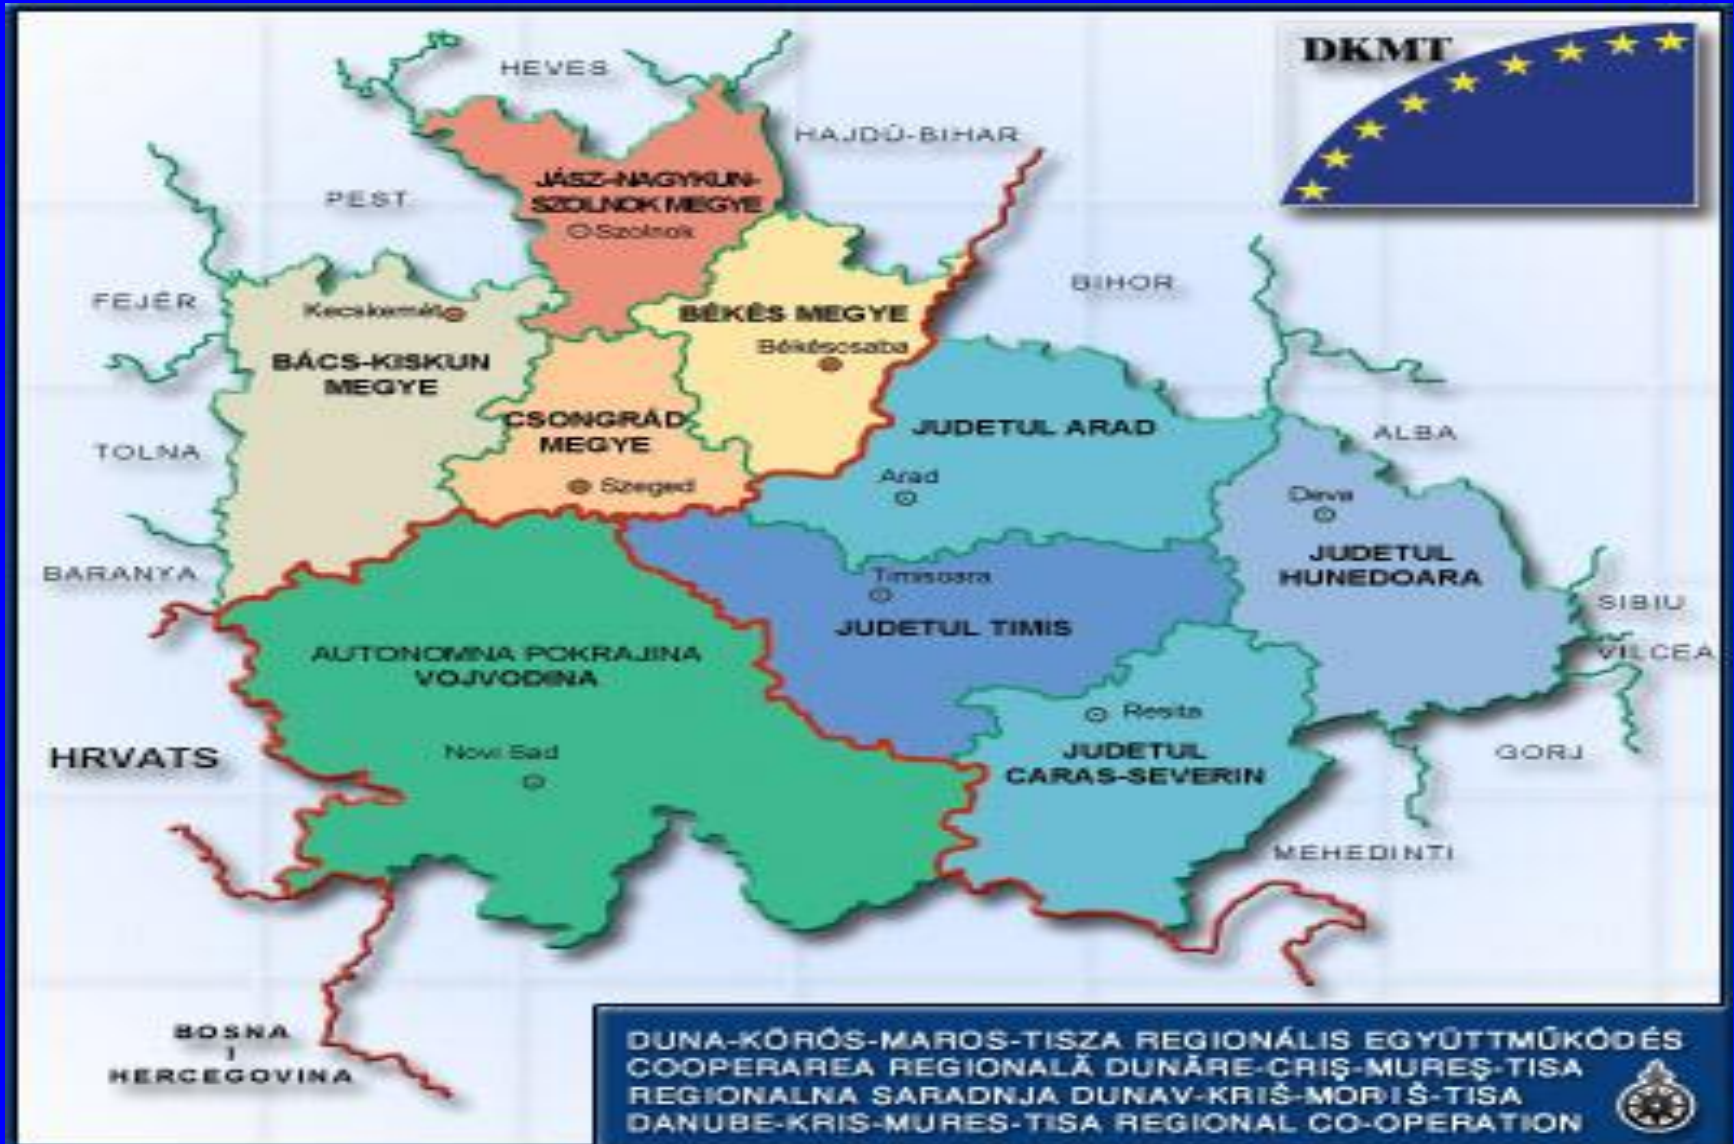 DKMT
HEVES
HAJDÚ-BIHAR
PEST
JÁSZ-NAGYKUN-
SZOLNOK MEGYE
Szolnok
BIHOR
FEJÉR
Kecskemét
BÉKÉS MEGYE
Békéscsaba
BÁCS-KISKUN
MEGYE
CSONGRÁD
MEGYE
JUDETUL ARAD
ALBA
TOLNA
Szeged
Arad
Deva
JUDETUL
HUNEDOARA
BARANYA
Timisoara
SIBIU
JUDETUL TIMIS
VILCEA
AUTONOMNA POKRAJINA
VOJVODINA
Resita
HRVATS
Novi Sad
JUDETUL
CARAS-SEVERIN
GORJ
MEHEDINTI
BOSNA
I
HERCEGOVINA
DUNA-KÖRÖS-MAROS-TISZA REGIONÁLIS EGYÜTTMŰKÖDÉS
COOPERAREA REGIONALĂ DUNĂRE-CRIŞ-MUREŞ-TISA
REGIONALNA SARADNJA DUNAV-KRIŠ-MORIŠ-TISA
DANUBE-KRIS-MURES-TISA REGIONAL CO-OPERATION